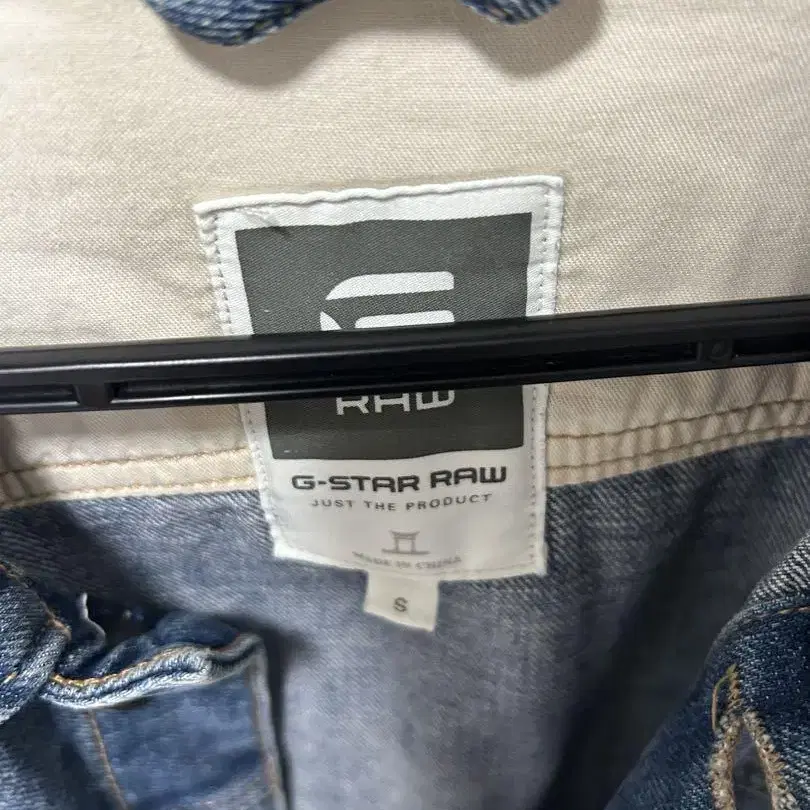 RAW
G-STAR RAW
JUST THE PRODUCT
MADE IN CHINA
S